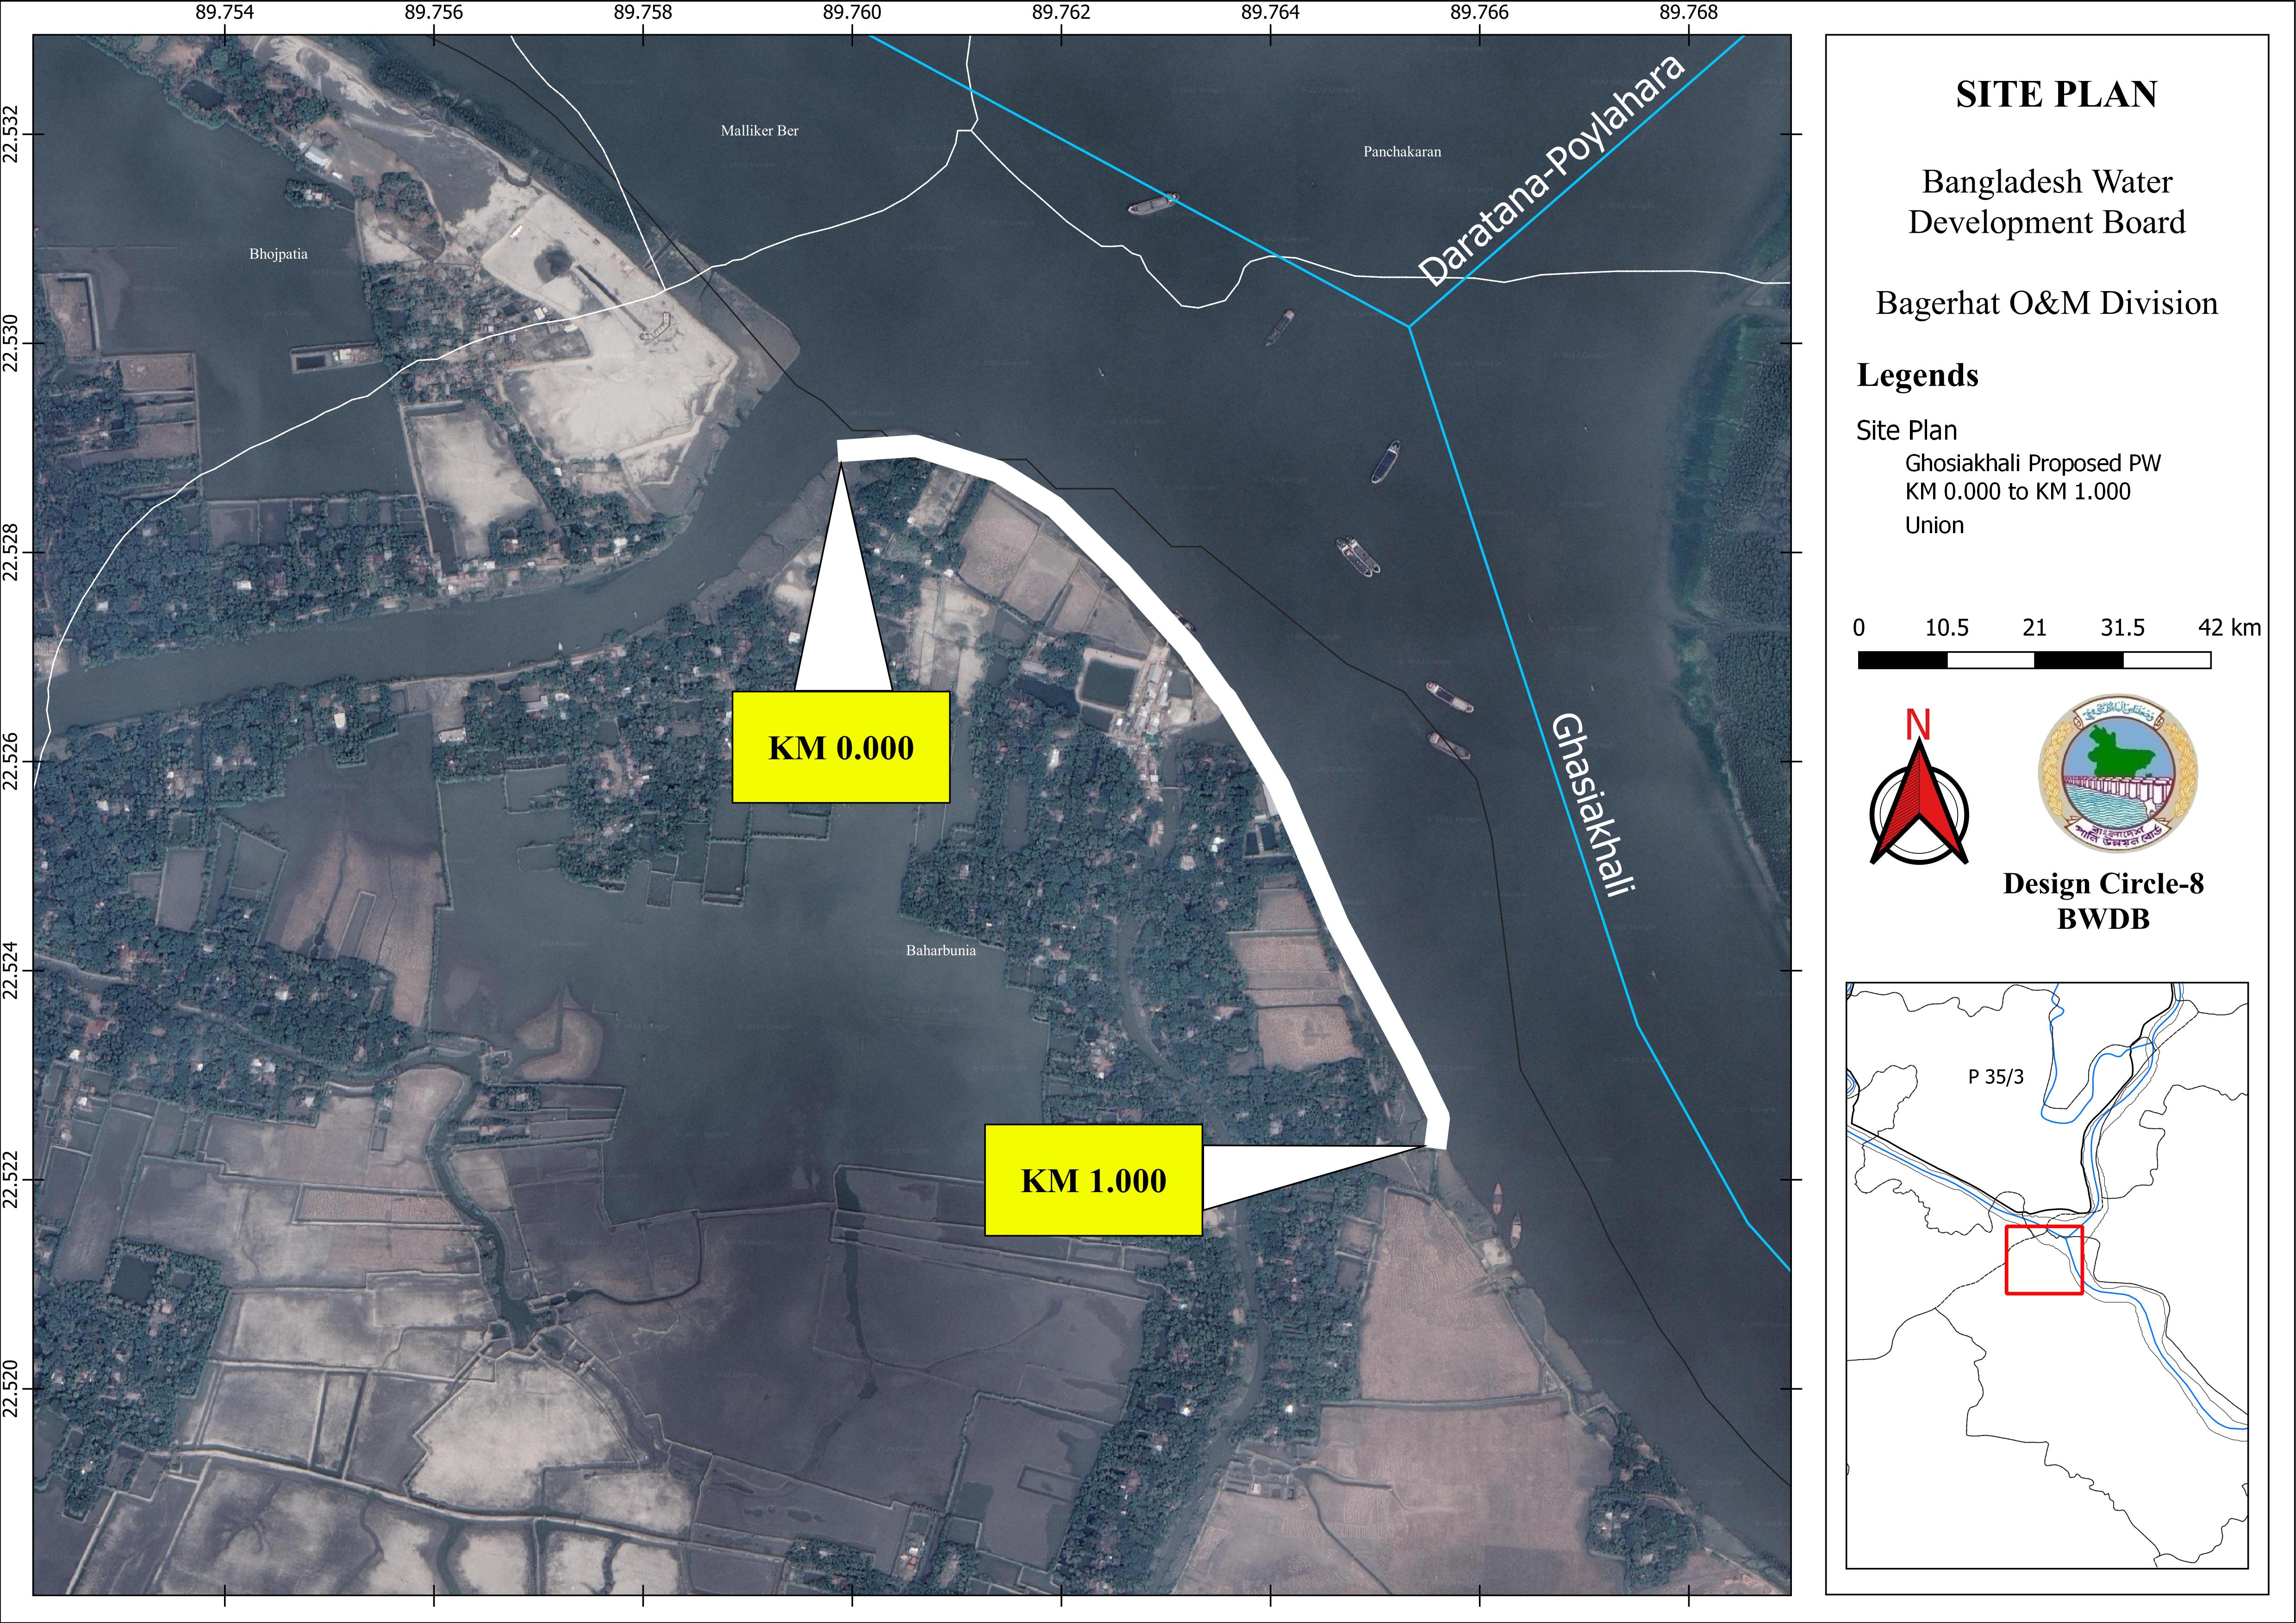 89.754 89.756 89.758 89.760 89.762 89.764 89.766 89.768
22.532
22.530
22.528
22.526
22.524
22.522
22.520
Malliker Ber
Panchakaran
Daratana-Poylahara
Bhojpatia
Ghasiakhali
KM 0.000
Baharbunia
KM 1.000
SITE PLAN
Bangladesh Water
Development Board
Bagerhat O&M Division
Legends
Site Plan
Ghosiakhali Proposed PW
KM 0.000 to KM 1.000
Union
0 10.5 21 31.5 42 km
N
বাংলাদেশ
পানি উন্নয়ন বোর্ড
Design Circle-8
BWDB
P 35/3